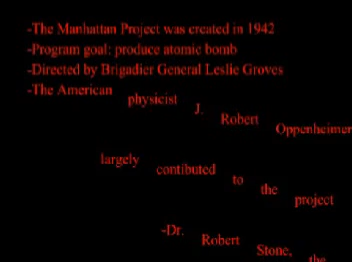 -The Manhattan Project was created in 1942
-Program goal: produce atomic bomb
-Directed by Brigadier General Leslie Groves
-The American physicist J. Robert Oppenheimer
largely contibuted to the project
-Dr. Robert Stone, the